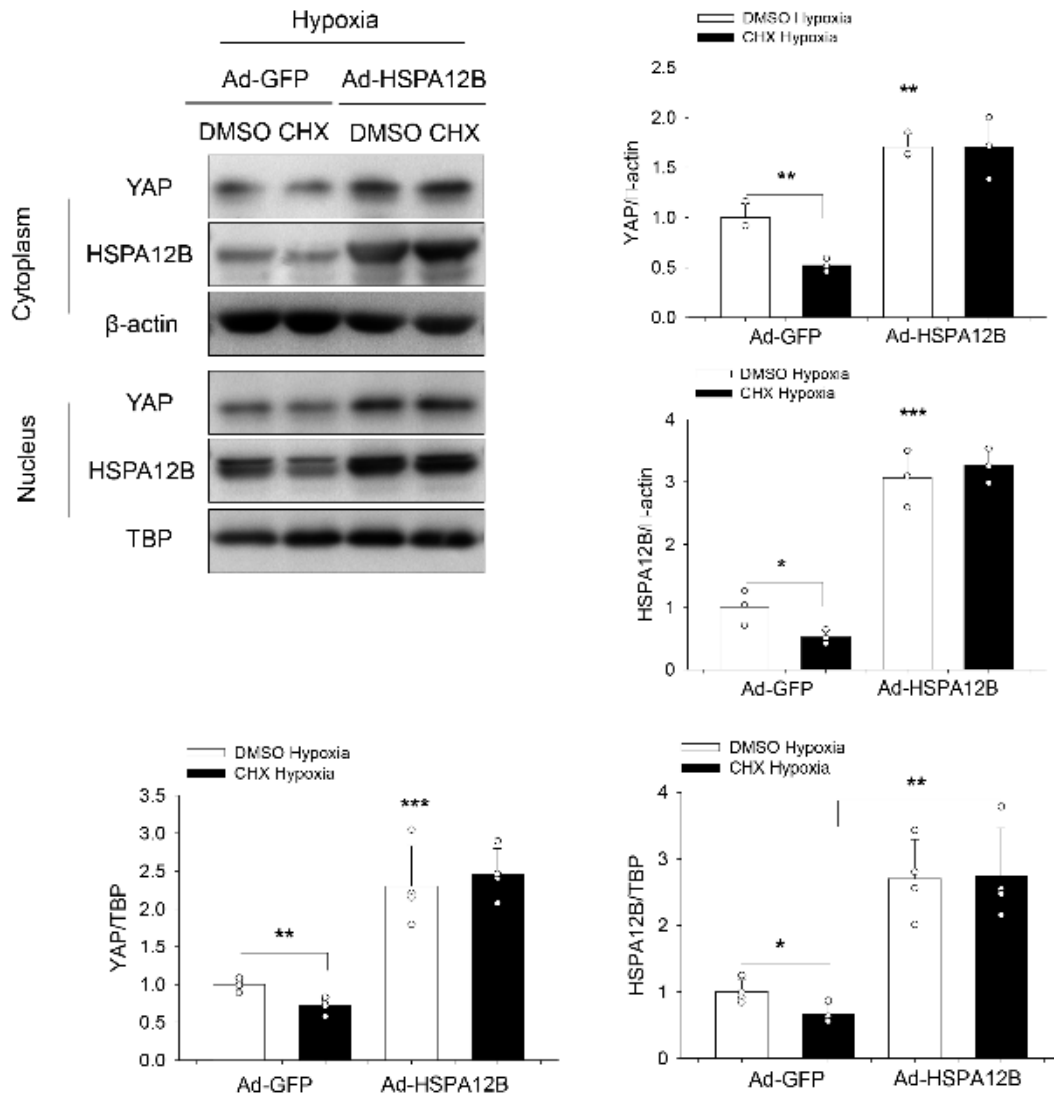 Hypoxia
Ad-GFP Ad-HSPA12B
DMSO CHX DMSO CHX
Cytoplasm
YAP
HSPA12B
β-actin
Nucleus
YAP
HSPA12B
TBP
DMSO Hypoxia
CHX Hypoxia
YAP/ -actin
2.5
2.0
1.5
1.0
0.5
0.0
**
**
Ad-GFP Ad-HSPA12B
DMSO Hypoxia
CHX Hypoxia
HSPA12B/ -actin
4
3
2
1
0
***
*
Ad-GFP Ad-HSPA12B
DMSO Hypoxia
CHX Hypoxia
YAP/TBP
3.5
3.0
2.5
2.0
1.5
1.0
0.5
0.0
***
**
Ad-GFP Ad-HSPA12B
DMSO Hypoxia
CHX Hypoxia
HSPA12B/TBP
4
3
2
1
0
**
*
Ad-GFP Ad-HSPA12B